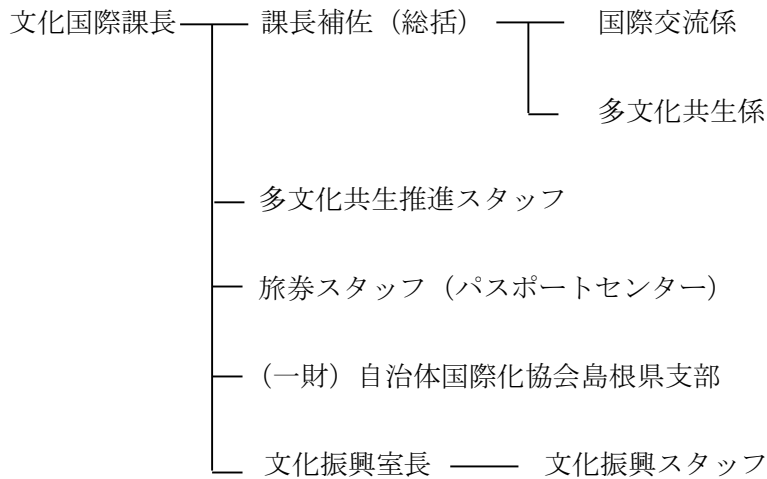 文化国際課長 課長補佐（総括） 国際交流係
多文化共生係
多文化共生推進スタッフ
旅券スタッフ（パスポートセンター）
（一財）自治体国際化協会島根県支部
文化振興室長 文化振興スタッフ